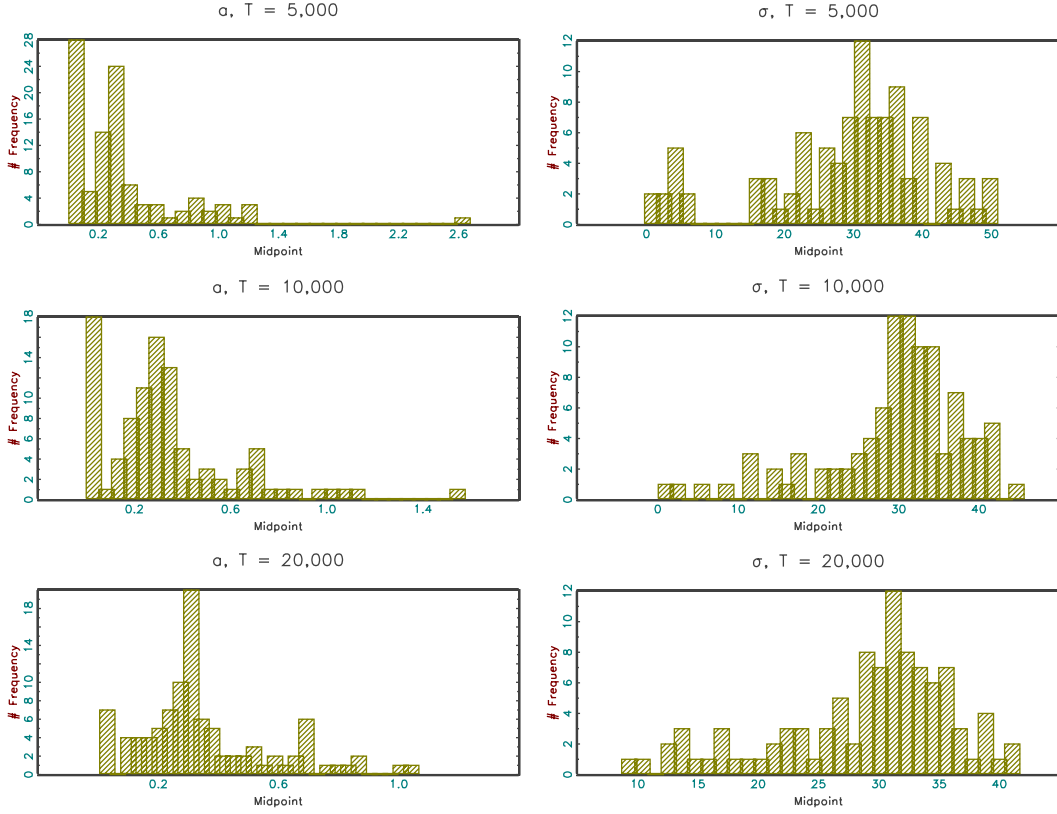 α, T = 5,000
# Frequency
0 4 8 12 16 20 24 28
0.2 0.6 1.0 1.4 1.8 2.2 2.6
Midpoint
σ, T = 5,000
# Frequency
0 2 4 6 8 10 12
0 10 20 30 40 50
Midpoint
α, T = 10,000
# Frequency
0 2 4 6 8 10 14 18
0.2 0.6 1.0 1.4
Midpoint
σ, T = 10,000
# Frequency
0 2 4 6 8 10 12
0 10 20 30 40
Midpoint
α, T = 20,000
# Frequency
0 2 4 6 8 10 14 18
0.2 0.6 1.0
Midpoint
σ, T = 20,000
# Frequency
0 2 4 6 8 10 12
10 15 20 25 30 35 40
Midpoint